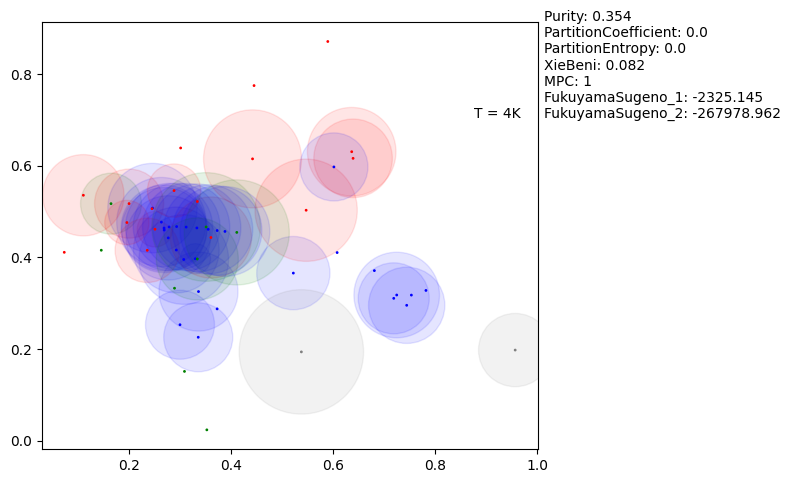 Purity: 0.354
PartitionCoefficient: 0.0
PartitionEntropy: 0.0
XieBeni: 0.082
MPC: 1
FukuyamaSugeno_1: -2325.145
FukuyamaSugeno_2: -267978.962
T = 4K
0.8
0.6
0.4
0.2
0.0
0.2 0.4 0.6 0.8 1.0